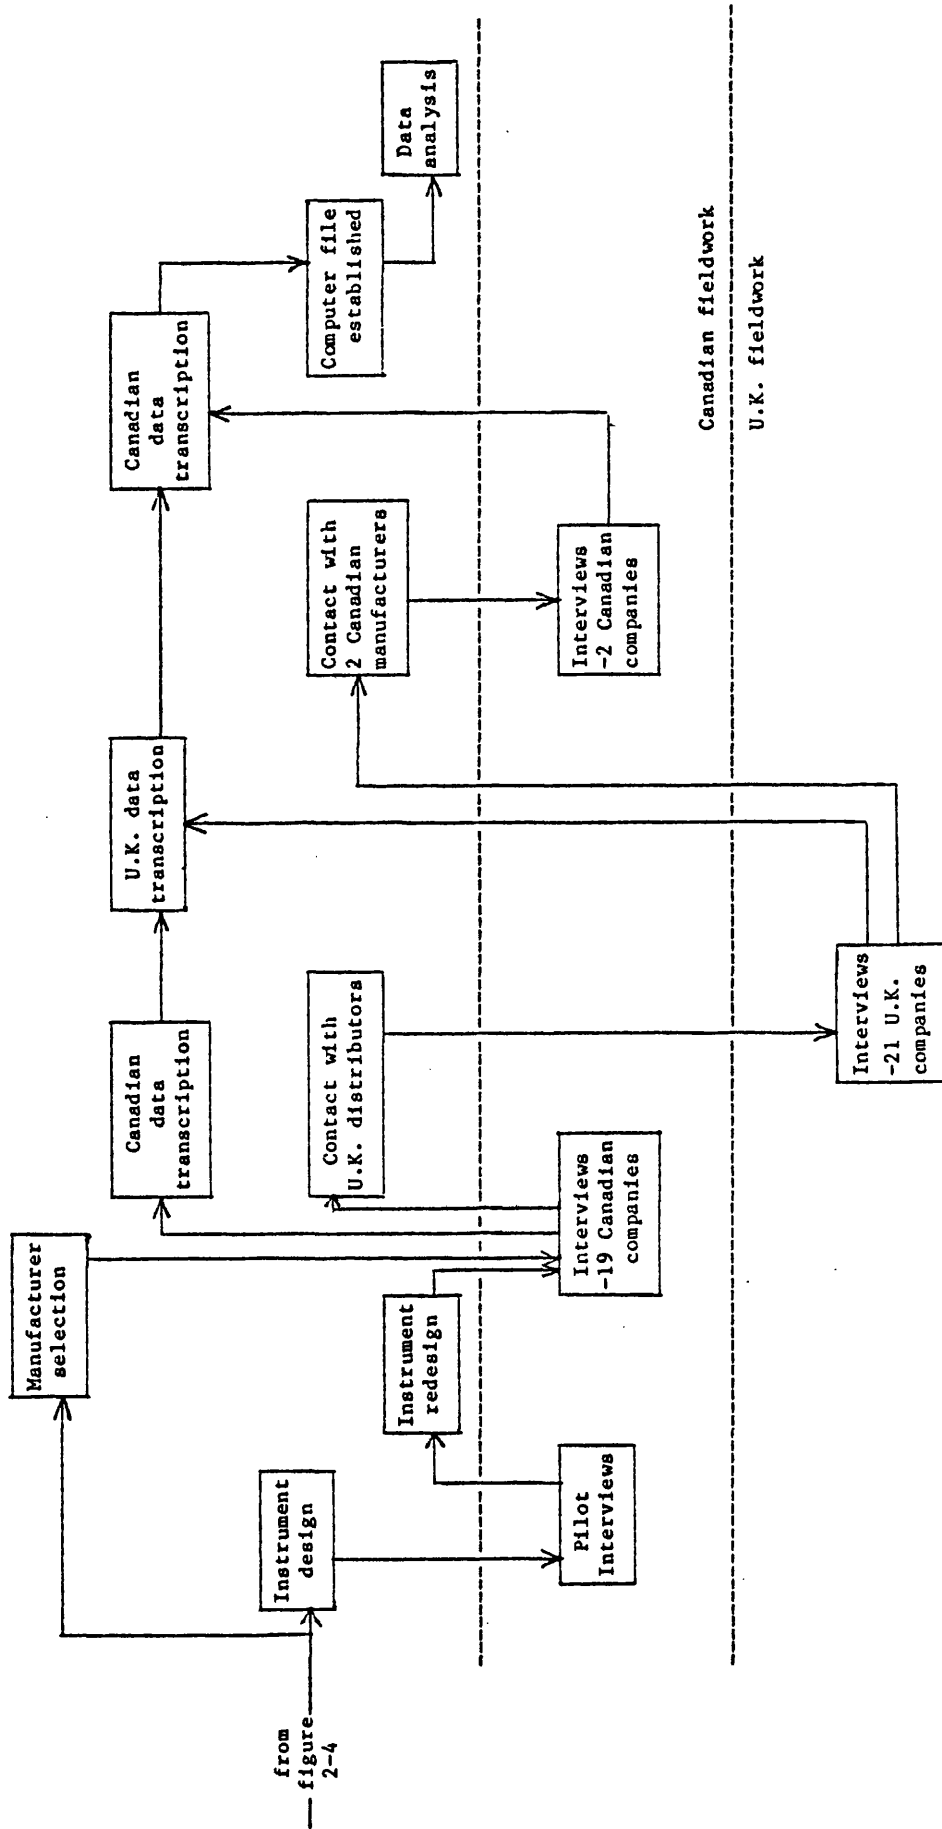 from
figure
2-4
Manufacturer
selection
Instrument
design
Pilot
Interviews
Instrument
redesign
Interviews
-19 Canadian
companies
Canadian
data
transcription
Contact with
U.K. distributors
Interviews
-21 U.K.
companies
U.K. data
transcription
Contact with
2 Canadian
manufacturers
Interviews
-2 Canadian
companies
Canadian
data
transcription
Computer file
established
Data
analysis
Canadian fieldwork
U.K. fieldwork